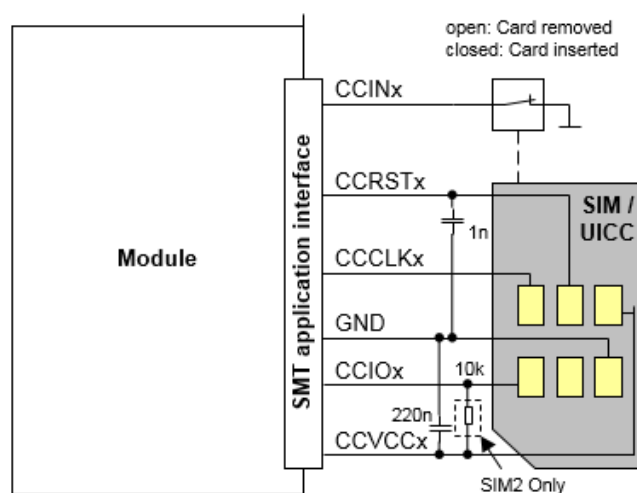 open: Card removed
closed: Card inserted
CCINx
CCRSTx
SIM /
UICC
1n
Module
SMT application interface
CCCLKx
GND
CCIOx
10k
220n
CCVCCx
SIM2 Only